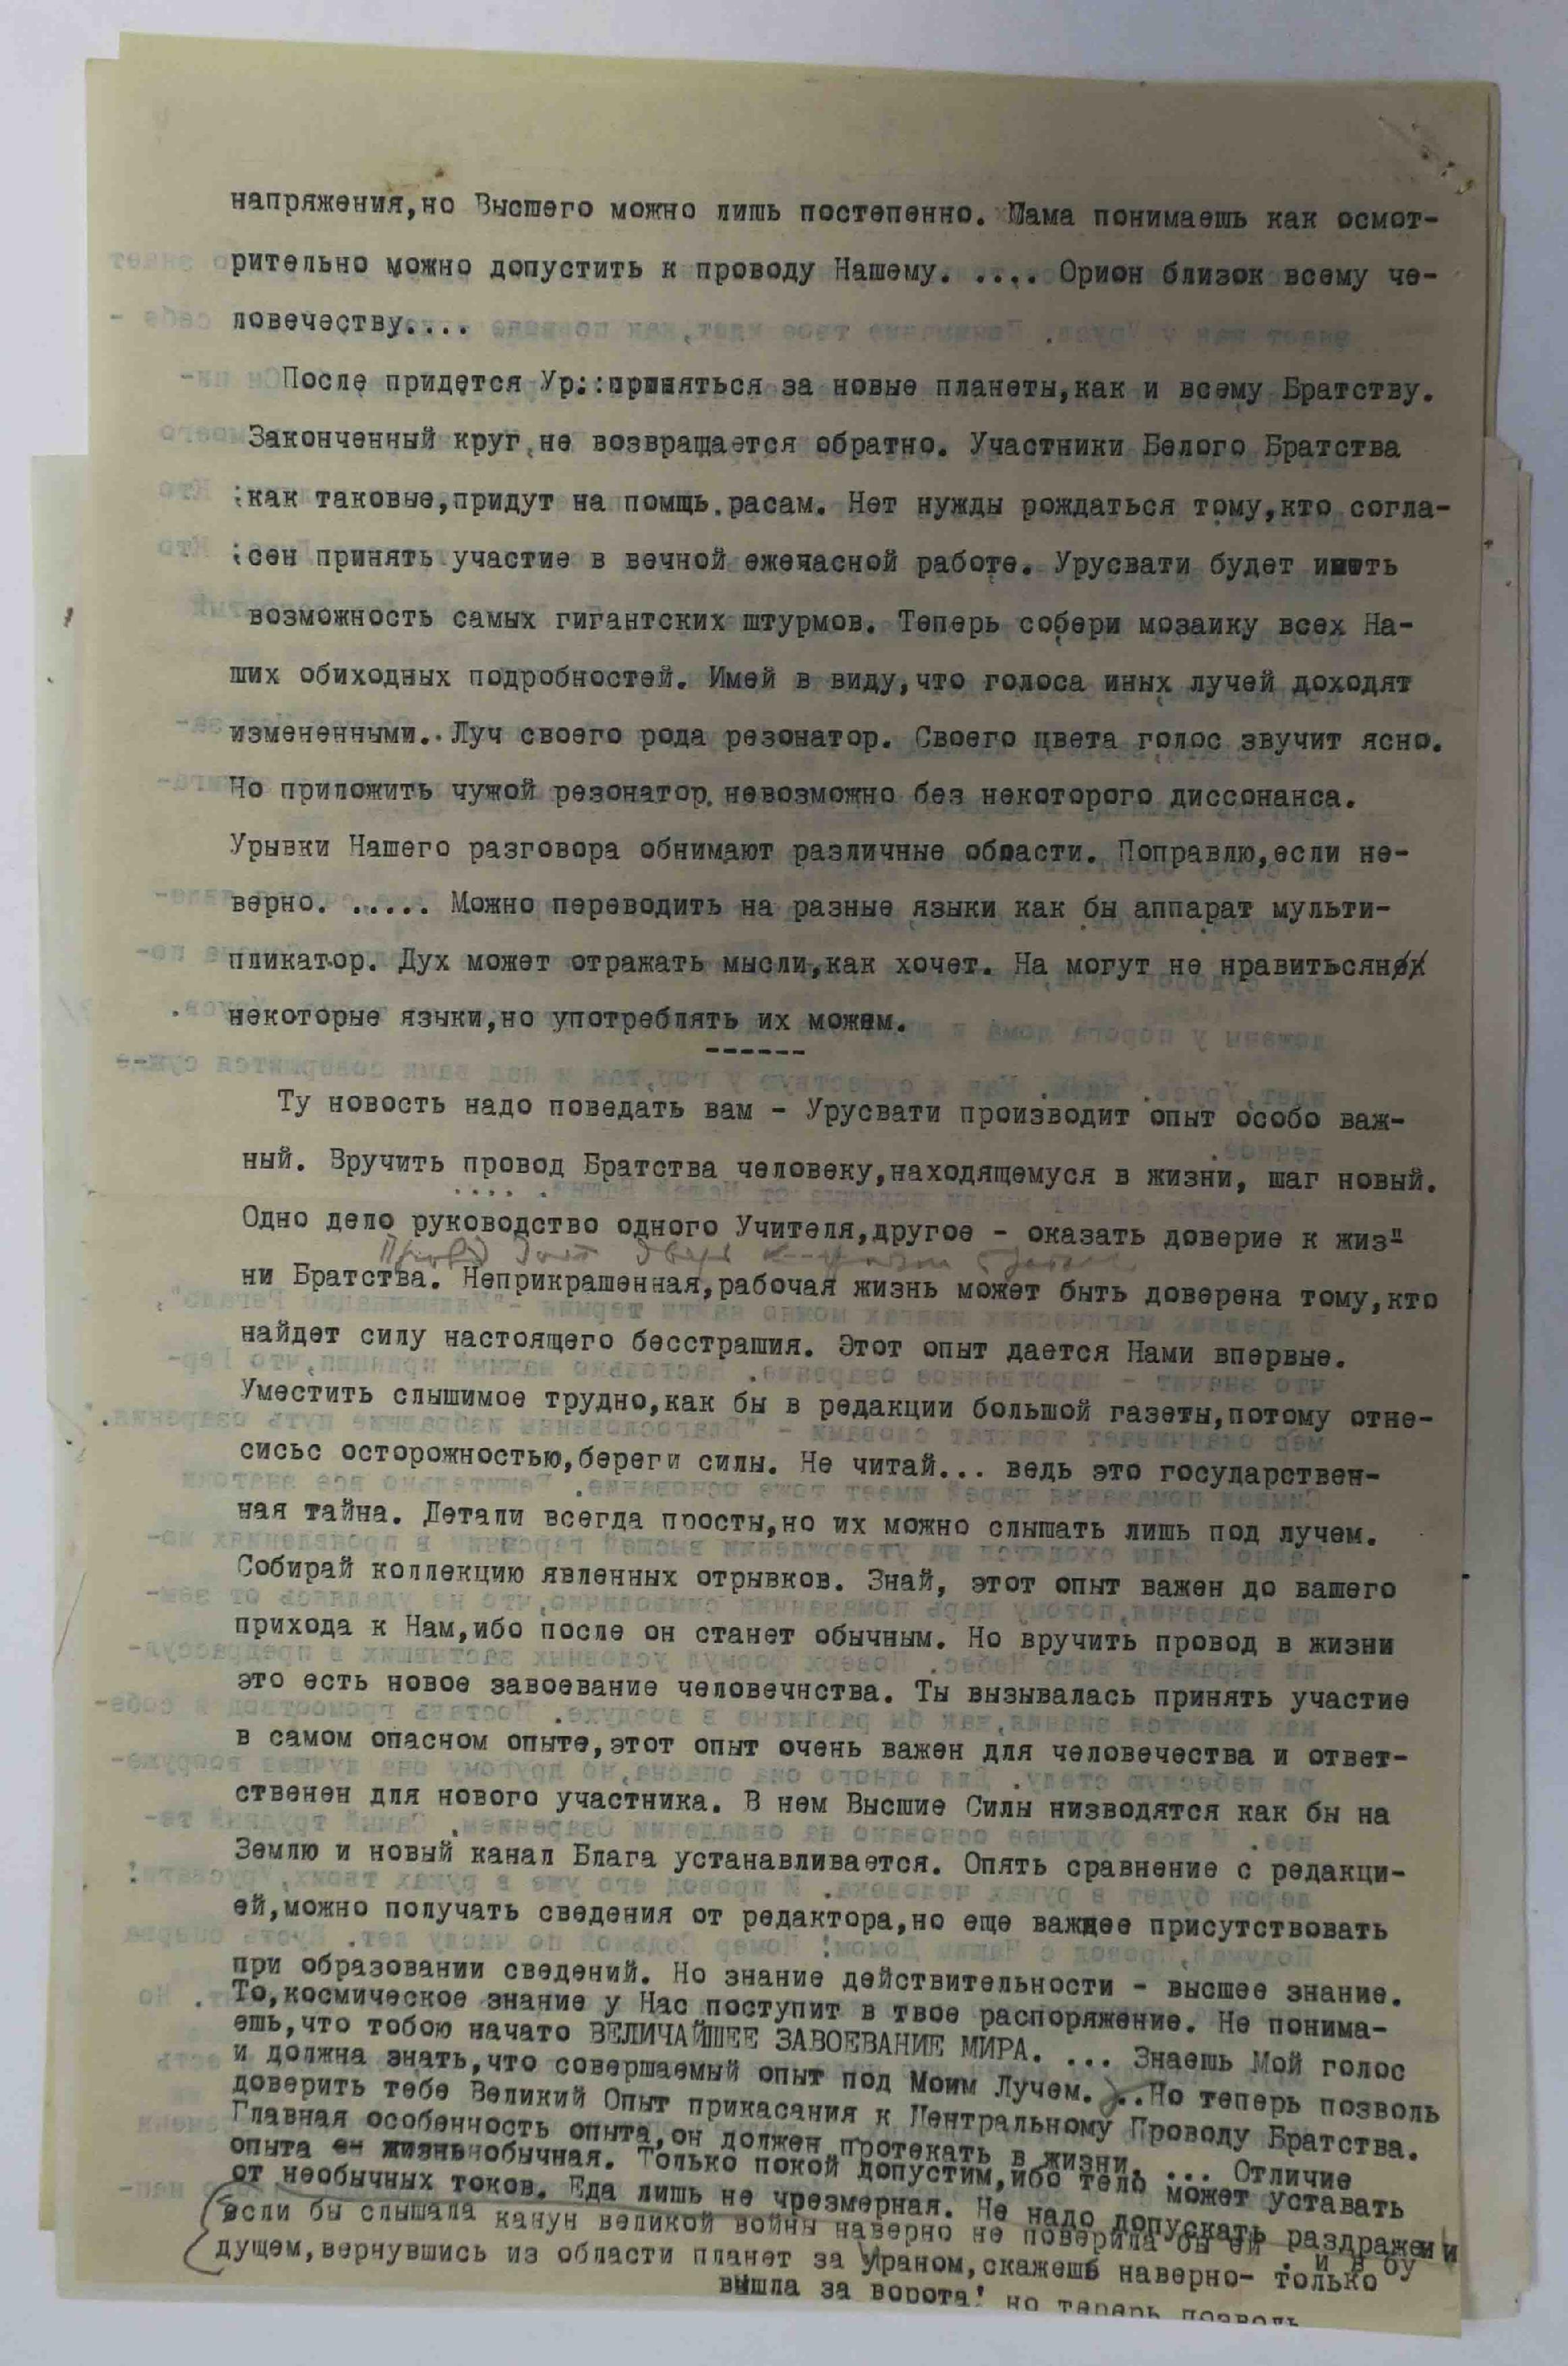 напряжения,но Высшего можно лишь постепенно. Мама понимаешь как осмот-
рительно можно допустить к проводу Нашему. .... Орион близок всему че-
ловечеству....
После придется Ур::приняться за новые планеты,как и всему Братству.
Законченный круг не возвращается обратно. Участники Белого Братства
как таковые,придут на помщь расам. Нет нужды рождаться тому,кто согла-
сен принять участие в вечной ежечасной работе. Урусвати будет иметь
возможность самых гигантских штурмов. Теперь собери мозаику всех На-
ших обиходных подробностей. Имей в виду,что голоса иных лучей доходят
измененными. Луч своего рода резонатор. Своего цвета голос звучит ясно.
Но приложить чужой резонатор невозможно без некоторого диссонанса.
Урывки Нашего разговора обнимают различные области. Поправлю,если не-
верно. ..... Можно переводить на разные языки как бы аппарат мульти-
пликатор. Дух может отражать мысли,как хочет. На могут не нравиться
некоторые языки,но употреблять их можем.
------
Ту новость надо поведать вам - Урусвати производит опыт особо важ-
ный. Вручить провод Братства человеку,находящемуся в жизни, шаг новый.
Одно дело руководство одного Учителя,другое - оказать доверие к жиз-
ни Братства. Неприкрашенная,рабочая жизнь может быть доверена тому,кто
найдет силу настоящего бесстрашия. Этот опыт дается Нами впервые.
Уместить слышимое трудно,как бы в редакции большой газеты,потому отне-
сисьс осторожностью,береги силы. Не читай... ведь это государствен-
ная тайна. Детали всегда просты,но их можно слышать лишь под лучем.
Собирай коллекцию явленных отрывков. Знай, этот опыт важен до вашего
прихода к Нам,ибо после он станет обычным. Но вручить провод в жизни
это есть новое завоевание человечнства. Ты вызывалась принять участие
в самом опасном опыте,этот опыт очень важен для человечества и ответ-
ственен для нового участника. В нем Высшие Силы низводятся как бы на
Землю и новый канал Блага устанавливается. Опять сравнение с редакци-
ей,можно получать сведения от редактора,но еще важнее присутствовать
при образовании сведений. Но знание действительности - высшее знание.
То,космическое знание у Нас поступит в твое распоряжение. Не понима-
ешь,что тобою начато ВЕЛИЧАЙШЕЕ ЗАВОЕВАНИЕ МИРА. ... Знаешь Мой голос
и должна знать,что совершаемый опыт под Моим Лучем. ...Но теперь позволь
доверить тебе Великий Опыт прикасания к Центральному Проводу Братства.
Главная особенность опыта,он должен протекать в жизни. ... Отличие
опыта жизнь обычная. Только покой допустим,ибо тело может уставать
от необычных токов. Еда лишь не чрезмерная. Не надо допускать раздражении
если бы слышала канун великой войны наверно не поверила бы ей . и в бу
дущем,вернувшись из области планет за Ураном,скажешь наверно- только
вышла за ворота! но теперь позволь